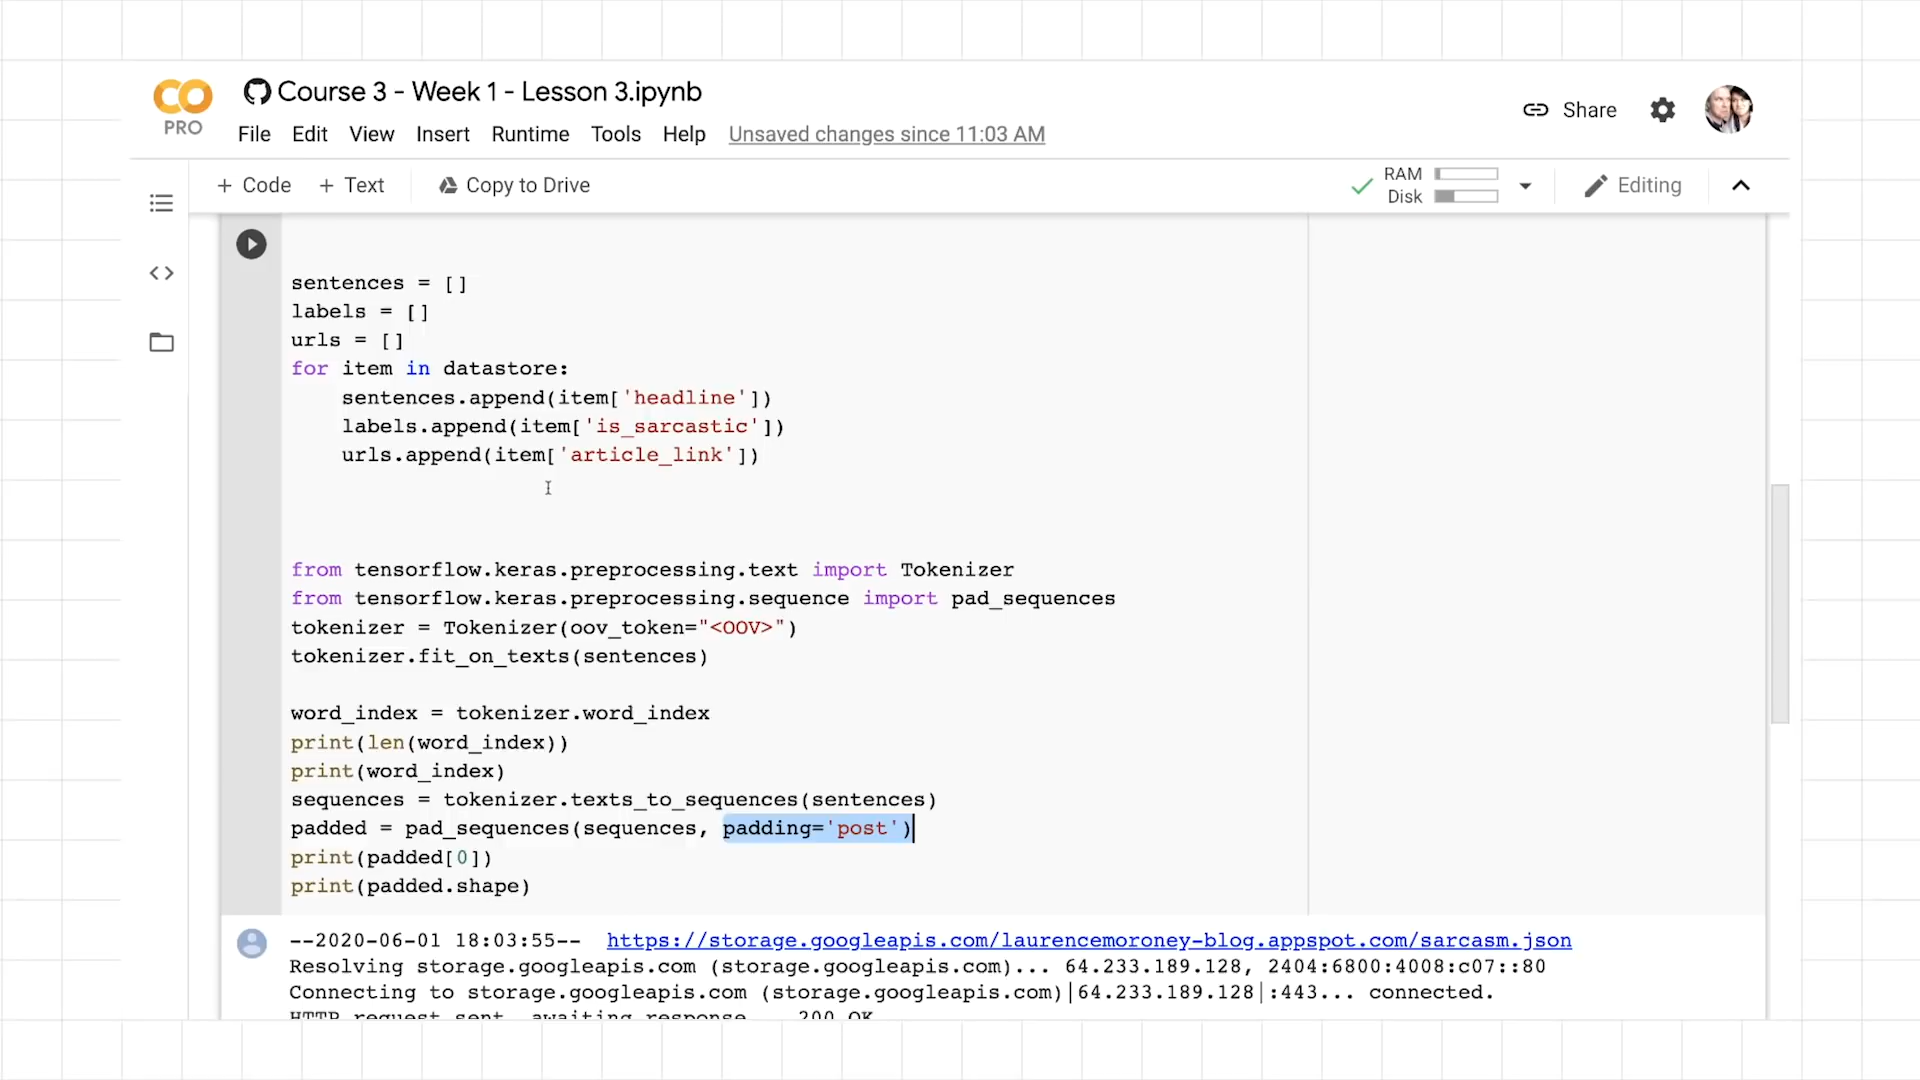 CO
PRO
Course 3 - Week 1 - Lesson 3.ipynb
File Edit View Insert Runtime Tools Help Unsaved changes since 11:03 AM
Share
+ Code + Text Copy to Drive
RAM
Disk
Editing
sentences = []
labels = []
urls = []
for item in datastore:
    sentences.append(item['headline'])
    labels.append(item['is_sarcastic'])
    urls.append(item['article_link'])
from tensorflow.keras.preprocessing.text import Tokenizer
from tensorflow.keras.preprocessing.sequence import pad_sequences
tokenizer = Tokenizer(oov_token="<OOV>")
tokenizer.fit_on_texts(sentences)
word_index = tokenizer.word_index
print(len(word_index))
print(word_index)
sequences = tokenizer.texts_to_sequences(sentences)
padded = pad_sequences(sequences, padding='post')
print(padded[0])
print(padded.shape)
--2020-06-01 18:03:55-- https://storage.googleapis.com/laurencemoroney-blog.appspot.com/sarcasm.json
Resolving storage.googleapis.com (storage.googleapis.com)... 64.233.189.128, 2404:6800:4008:c07::80
Connecting to storage.googleapis.com (storage.googleapis.com)|64.233.189.128|:443... connected.
HTTP request sent, awaiting response... 200 OK